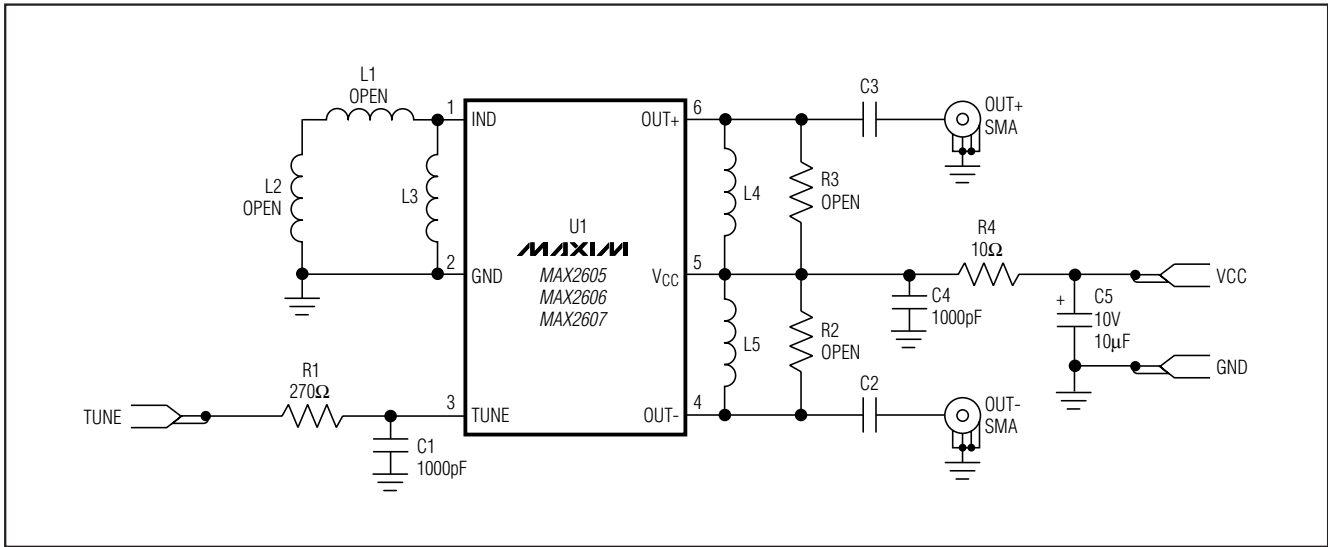 L1
OPEN
L2
OPEN
L3
1
IND
2
GND
3
TUNE
U1
MAXIM
MAX2605
MAX2606
MAX2607
6
OUT+
5
VCC
4
OUT-
TUNE
R1
270Ω
C1
1000pF
L4
R3
OPEN
L5
R2
OPEN
C3
OUT+
SMA
C2
OUT-
SMA
C4
1000pF
R4
10Ω
+
C5
10V
10µF
VCC
GND